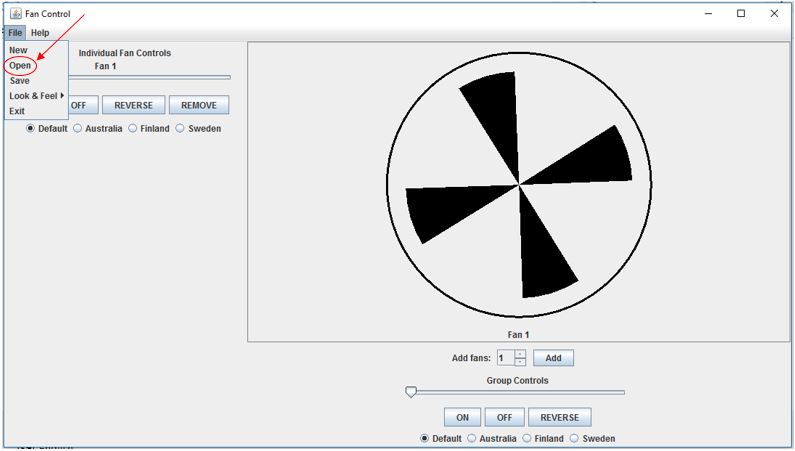 Fan Control
File Help
New
Open
Save
Look & Feel
Exit
Individual Fan Controls
Fan 1
OFF REVERSE REMOVE
Default Australia Finland Sweden
Fan 1
Add fans: 1 Add
Group Controls
ON OFF REVERSE
Default Australia Finland Sweden